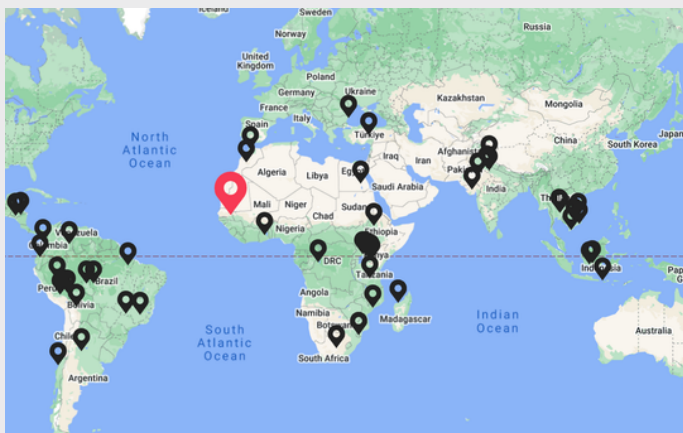 Iceland
Sweden
Norway
Russia
United
Kingdom
Poland
Germany
Ukraine
Kazakhstan
France
Mongolia
Italy
Spain
Türkiye
North
Atlantic
Ocean
China
South Korea
Japan
Afghanistan
Iraq
Iran
Algeria
Libya
Egypt
Pakistan
Saudi Arabia
India
Mali
Niger
Sudan
Chad
Thailand
Nigeria
Ethiopia
Venezuela
Colombia
Kenya
DRC
Indonesia
Papua
Tanzania
Brazil
Peru
Bolivia
Angola
Indian
Ocean
Namibia
Madagascar
Botswana
South
Atlantic
Ocean
Chile
Australia
South Africa
Argentina